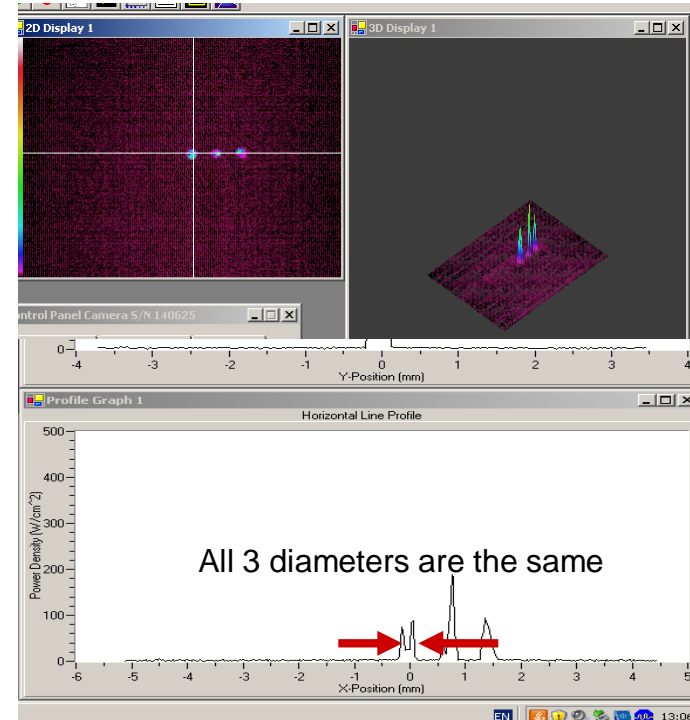 2D Display 1
3D Display 1
ontrol Panel Camera S/N 140625
0
-4 -3 -2 -1 0 1 2 3 4
Y-Position (mm)
Profile Graph 1
Horizontal Line Profile
500
400
300
200
100
0
Power Density (W/cm^2)
All 3 diameters are the same
-6 -5 -4 -3 -2 -1 0 1 2 3 4 5
X-Position (mm)
EN 13:06